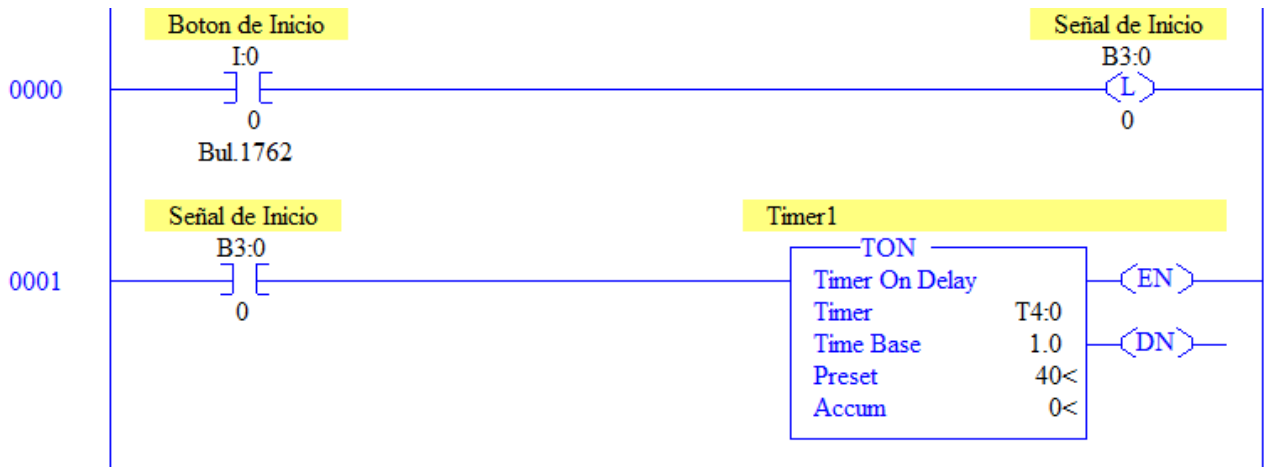 Boton de Inicio
Señal de Inicio
I:0
B3:0
0000
L
0
0
Bul.1762
Señal de Inicio
Timer1
B3:0
TON
0001
Timer On Delay
EN
0
Timer T4:0
Time Base 1.0
DN
Preset 40<
Accum 0<